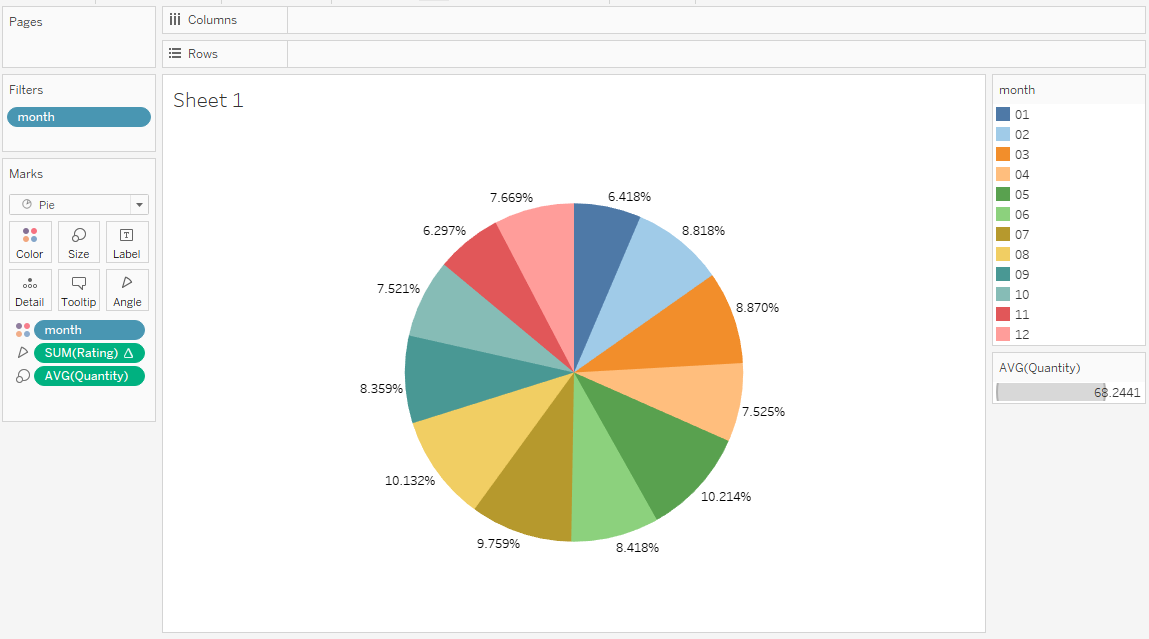 Pages
Columns
Rows
Filters
month
Marks
Pie
Color
Size
Label
Detail
Tooltip
Angle
month
SUM(Rating) Δ
AVG(Quantity)
Sheet 1
7.669%
6.418%
6.297%
8.818%
7.521%
8.870%
8.359%
7.525%
10.132%
10.214%
9.759%
8.418%
month
01
02
03
04
05
06
07
08
09
10
11
12
AVG(Quantity)
68.2441